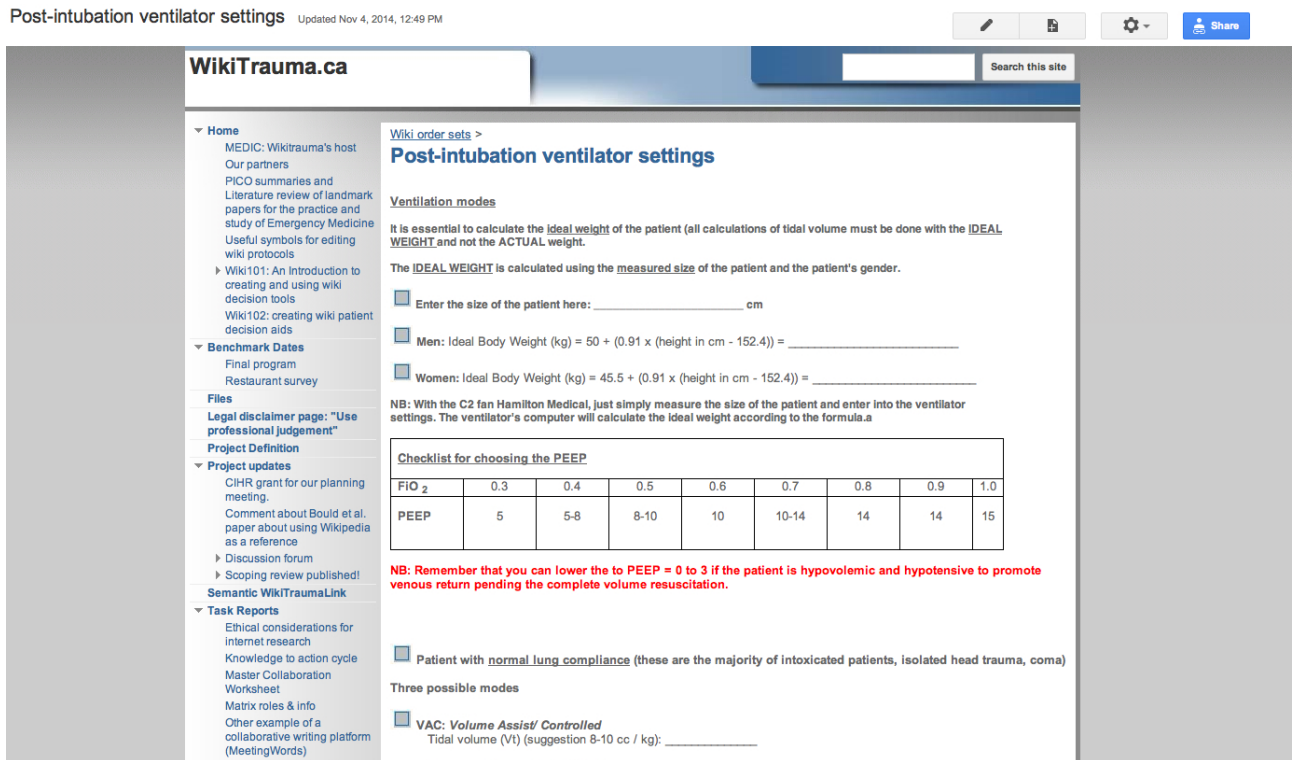 Post-intubation ventilator settings Updated Nov 4, 2014, 12:49 PM
Share
WikiTrauma.ca
Search this site
Home
MEDIC: Wikitrauma's host
Our partners
PICO summaries and
Literature review of landmark
papers for the practice and
study of Emergency Medicine
Useful symbols for editing
wiki protocols
Wiki101: An Introduction to
creating and using wiki
decision tools
Wiki102: creating wiki patient
decision aids
Benchmark Dates
Final program
Restaurant survey
Files
Legal disclaimer page: "Use
professional judgement"
Project Definition
Project updates
CIHR grant for our planning
meeting.
Comment about Bould et al.
paper about using Wikipedia
as a reference
Discussion forum
Scoping review published!
Semantic WikiTraumaLink
Task Reports
Ethical considerations for
internet research
Knowledge to action cycle
Master Collaboration
Worksheet
Matrix roles & info
Other example of a
collaborative writing platform
(MeetingWords)
Wiki order sets >
Post-intubation ventilator settings
Ventilation modes
It is essential to calculate the ideal weight of the patient (all calculations of tidal volume must be done with the IDEAL
WEIGHT and not the ACTUAL weight.
The IDEAL WEIGHT is calculated using the measured size of the patient and the patient's gender.
Enter the size of the patient here: ______________________ cm
Men: Ideal Body Weight (kg) = 50 + (0.91 x (height in cm - 152.4)) = _________________________
Women: Ideal Body Weight (kg) = 45.5 + (0.91 x (height in cm - 152.4)) = ________________________
NB: With the C2 fan Hamilton Medical, just simply measure the size of the patient and enter into the ventilator
settings. The ventilator's computer will calculate the ideal weight according to the formula.a
Checklist for choosing the PEEP
FiO 2 0.3 0.4 0.5 0.6 0.7 0.8 0.9 1.0
PEEP 5 5-8 8-10 10 10-14 14 14 15
NB: Remember that you can lower the to PEEP = 0 to 3 if the patient is hypovolemic and hypotensive to promote
venous return pending the complete volume resuscitation.
Patient with normal lung compliance (these are the majority of intoxicated patients, isolated head trauma, coma)
Three possible modes
VAC: Volume Assist/ Controlled
Tidal volume (Vt) (suggestion 8-10 cc / kg): ______________